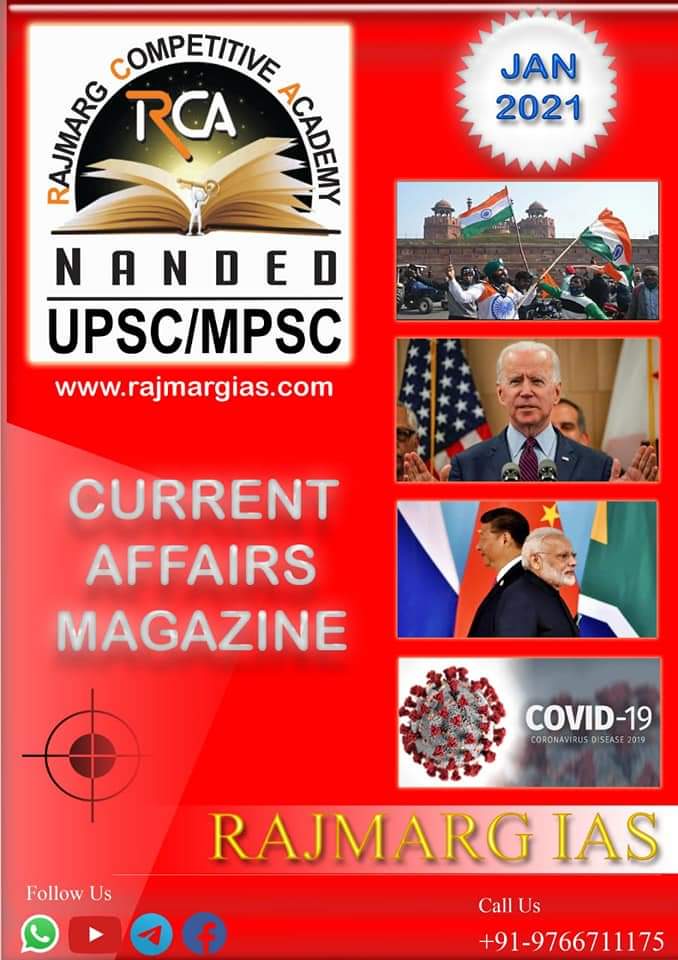 RAJMARG COMPETITIVE ACADEMY
RCA
NANDED
UPSC/MPSC
www.rajmargias.com
JAN
2021
CURRENT
AFFAIRS
MAGAZINE
COVID-19
CORONAVIRUS DISEASE 2019
RAJMARG IAS
Follow Us
Call Us
+91-9766711175